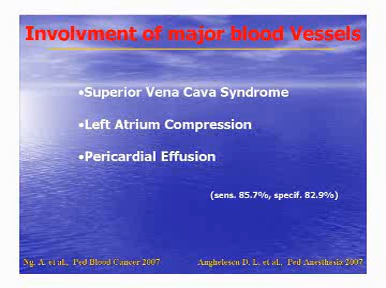 Involvment of major blood Vessels
•Superior Vena Cava Syndrome
•Left Atrium Compression
•Pericardial Effusion
(sens. 85.7%, specif. 82.9%)
Ng. A. et al., Ped Blood Cancer 2007 Anghelescu D. L. et al., Ped Anesthesia 2007